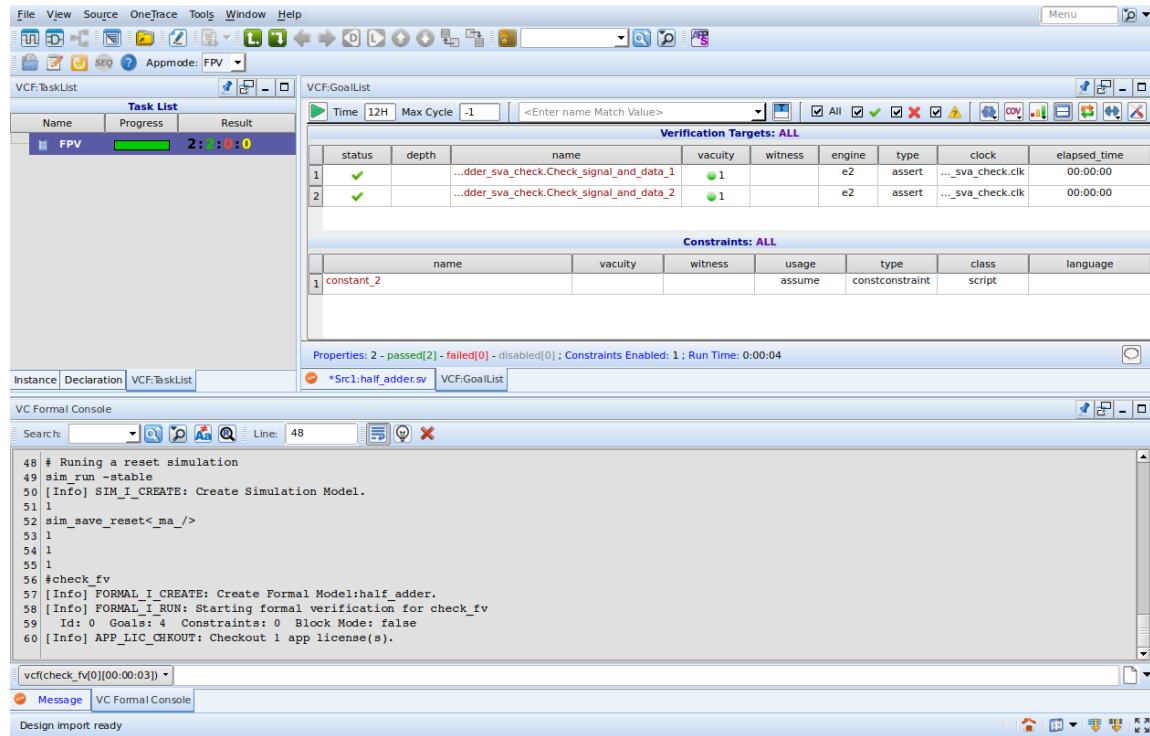 File View Source OneTrace Tools Window Help Menu
SEQ ? Appmode: FPV
VCF:TaskList
Task List
Name Progress Result
FPV 2:2:0:0
Instance Declaration VCF:TaskList
VCF:GoalList
Time 12H Max Cycle -1 <Enter name Match Value> All COV
Verification Targets: ALL
status depth name vacuity witness engine type clock elapsed_time
1 ...dder_sva_check.Check_signal_and_data_1 1 e2 assert ..._sva_check.clk 00:00:00
2 ...dder_sva_check.Check_signal_and_data_2 1 e2 assert ..._sva_check.clk 00:00:00
Constraints: ALL
name vacuity witness usage type class language
1 constant_2 assume constconstraint script
Properties: 2 - passed[2] - failed[0] - disabled[0] ; Constraints Enabled: 1 ; Run Time: 0:00:04
*Src1:half_adder.sv VCF:GoalList
VC Formal Console
Search: Aa R Line: 48
48 # Runing a reset simulation
49 sim_run -stable
50 [Info] SIM_I_CREATE: Create Simulation Model.
51 1
52 sim_save_reset<_ma_/>
53 1
54 1
55 1
56 #check_fv
57 [Info] FORMAL_I_CREATE: Create Formal Model:half_adder.
58 [Info] FORMAL_I_RUN: Starting formal verification for check_fv
59 Id: 0 Goals: 4 Constraints: 0 Block Mode: false
60 [Info] APP_LIC_CHKOUT: Checkout 1 app license(s).
vcf(check_fv[0][00:00:03])
Message VC Formal Console
Design import ready